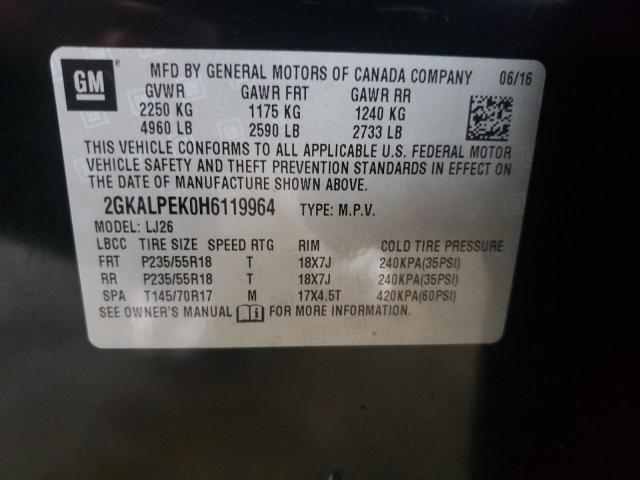 GM
MFD BY GENERAL MOTORS OF CANADA COMPANY 06/16
GVWR GAWR FRT GAWR RR
2250 KG 1175 KG 1240 KG
4960 LB 2590 LB 2733 LB
THIS VEHICLE CONFORMS TO ALL APPLICABLE U.S. FEDERAL MOTOR
VEHICLE SAFETY AND THEFT PREVENTION STANDARDS IN EFFECT ON
THE DATE OF MANUFACTURE SHOWN ABOVE.
2GKALPEK0H6119964 TYPE: M.P.V.
MODEL: LJ26
LBCC TIRE SIZE SPEED RTG RIM COLD TIRE PRESSURE
FRT P235/55R18 T 18X7J 240KPA(35PSI)
RR P235/55R18 T 18X7J 240KPA(35PSI)
SPA T145/70R17 M 17X4.5T 420KPA(60PSI)
SEE OWNER'S MANUAL FOR MORE INFORMATION.